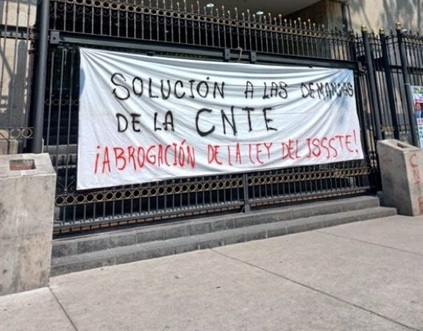 SOLUCIÓN A LAS DEMANDAS
DE LA CNTE
¡ABROGACIÓN DE LA LEY DEL ISSSTE!